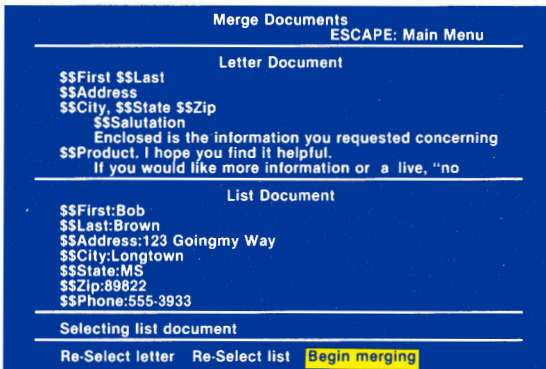 Merge Documents
ESCAPE: Main Menu
Letter Document
$$First $$Last
$$Address
$$City, $$State $$Zip
$$Salutation
Enclosed is the information you requested concerning
$$Product. I hope you find it helpful.
If you would like more information or a live, “no
List Document
$$First:Bob
$$Last:Brown
$$Address:123 Goingmy Way
$$City:Longtown
$$State:MS
$$Zip:89822
$$Phone:555-3933
Selecting list document
Re-Select letter Re-Select list Begin merging